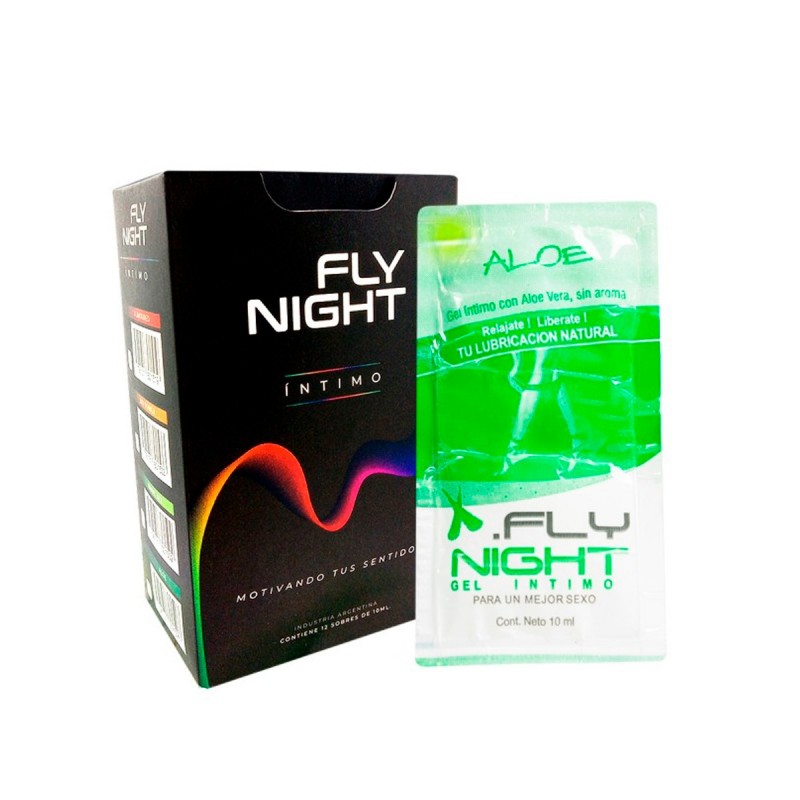 FLY
NIGHT
ÍNTIMO
FLY
NIGHT
ÍNTIMO
MOTIVANDO TUS SENTIDO
INDUSTRIA ARGENTINA
CONTIENE 12 SOBRES DE 10ML.
ALOE
Gel Intimo con Aloe Vera, sin aroma
Relajate ! Liberate !
TU LUBRICACION NATURAL
.FLY
NIGHT
GEL INTIMO
PARA UN MEJOR SEXO
Cont. Neto 10 ml